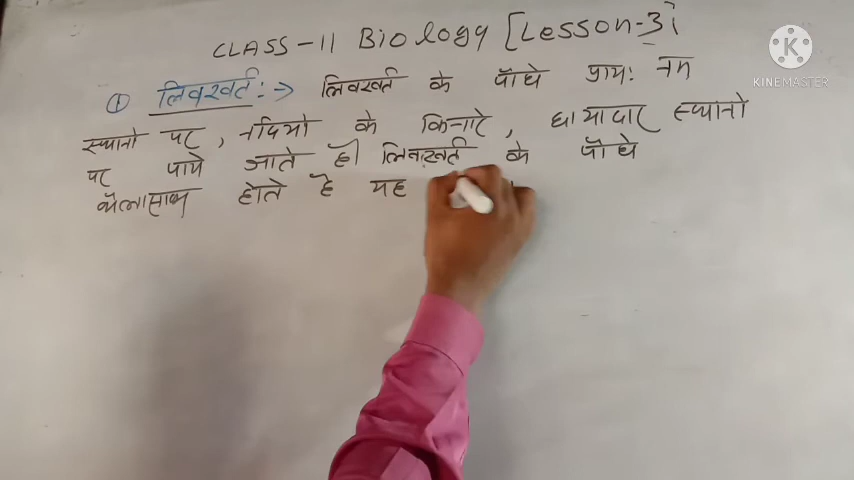 CLASS-11 Biology [Lesson-3]
① लिवरवर्ट :-> लिवरवर्ट के पौधे प्रायः नम
स्थानो पर, नदियो के किनारे, छायादार स्थानो
पर पाये जाते है। लिवरवर्ट के पौधे
थैलासाभ होते है यह
K
KINEMASTER